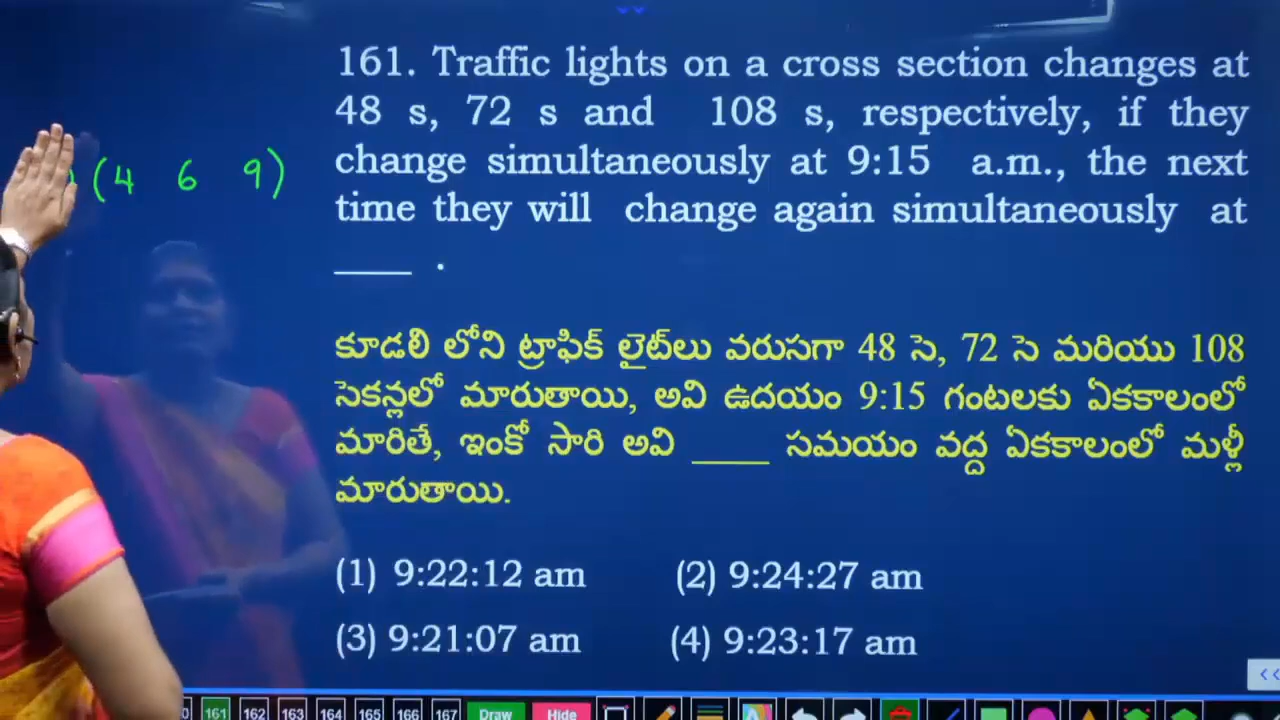 161. Traffic lights on a cross section changes at
48 s, 72 s and 108 s, respectively, if they
(4 6 9)
change simultaneously at 9:15 a.m., the next
time they will change again simultaneously at
____ .
కూడలి లోని ట్రాఫిక్ లైట్‌లు వరుసగా 48 సె, 72 సె మరియు 108
సెకన్లలో మారుతాయి, అవి ఉదయం 9:15 గంటలకు ఏకకాలంలో
మారితే, ఇంకో సారి అవి ____ సమయం వద్ద ఏకకాలంలో మళ్లీ
మారుతాయి.
(1) 9:22:12 am (2) 9:24:27 am
(3) 9:21:07 am (4) 9:23:17 am
161 162 163 164 165 166 167 Draw Hide